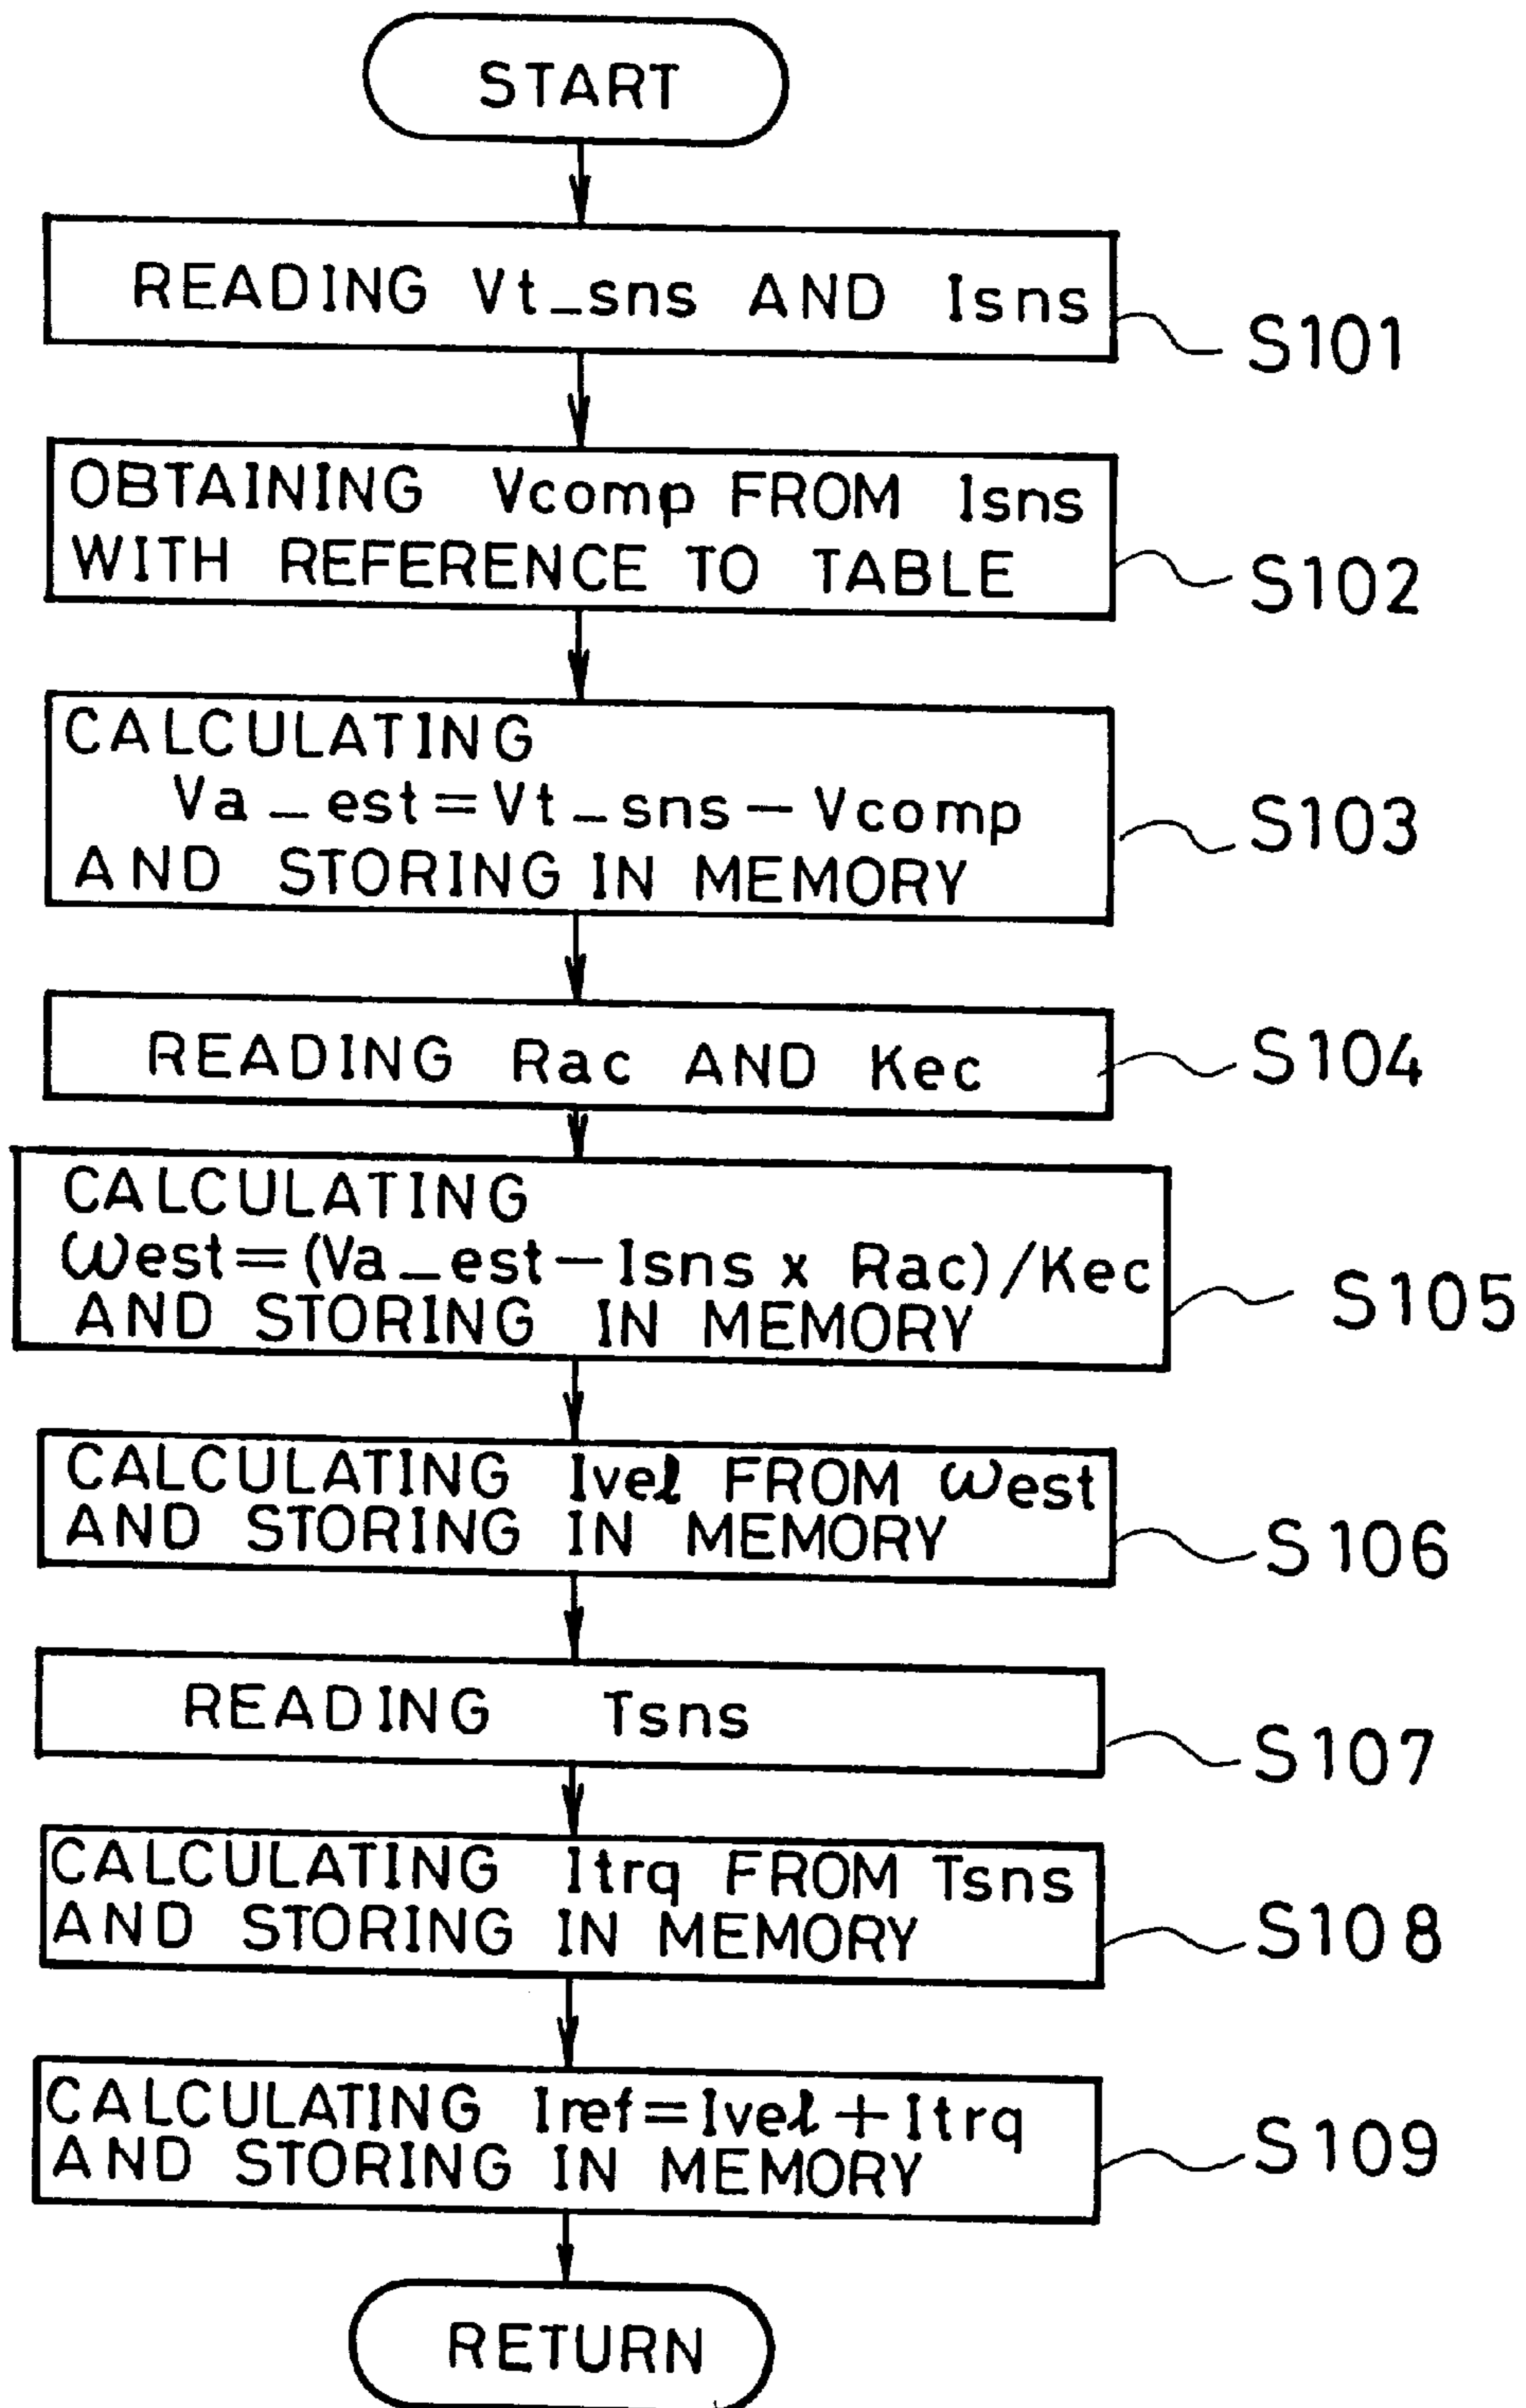 START
READING Vt_sns AND Isns
S101
OBTAINING Vcomp FROM Isns
WITH REFERENCE TO TABLE
S102
CALCULATING
Va_est=Vt_sns-Vcomp
AND STORING IN MEMORY
S103
READING Rac AND Kec
S104
CALCULATING
ωest=(Va_est-Isns x Rac)/Kec
AND STORING IN MEMORY
S105
CALCULATING Ivel FROM ωest
AND STORING IN MEMORY
S106
READING Tsns
S107
CALCULATING Itrq FROM Tsns
AND STORING IN MEMORY
S108
CALCULATING Iref=Ivel+Itrq
AND STORING IN MEMORY
S109
RETURN